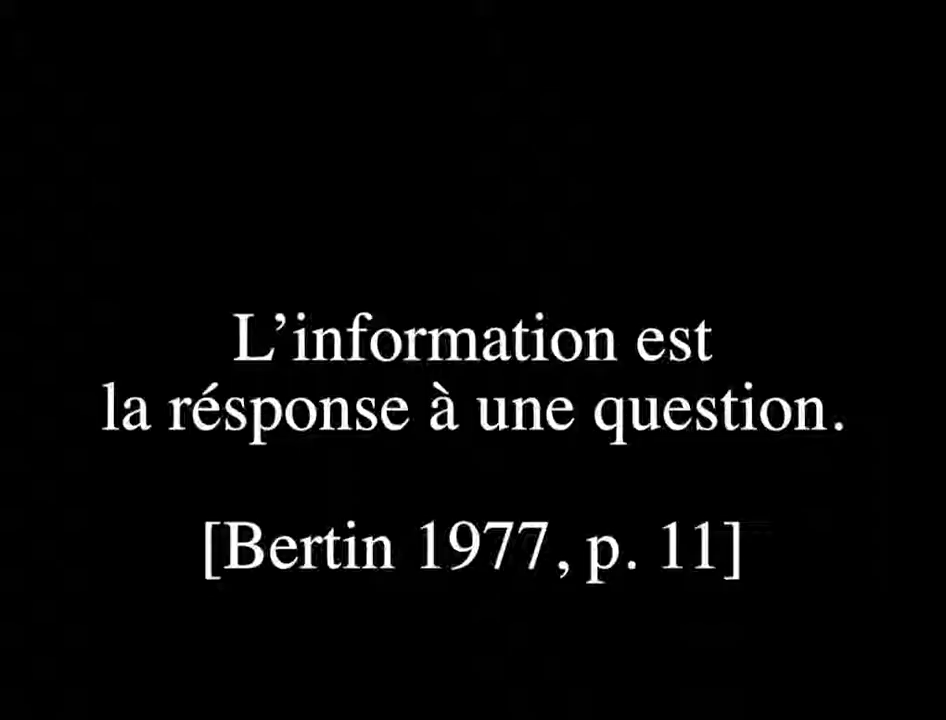 L’information est
la résponse à une question.
[Bertin 1977, p. 11]